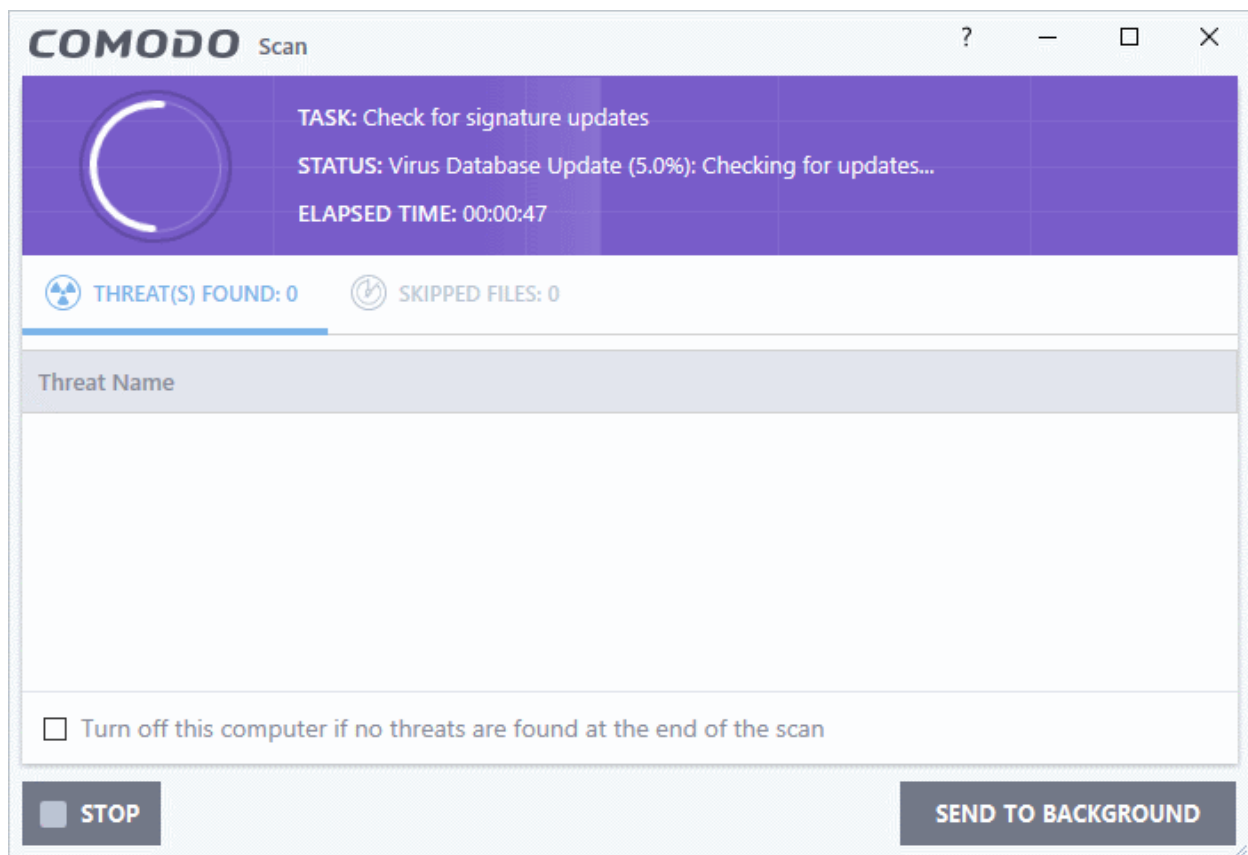 COMODO Scan ?
TASK: Check for signature updates
STATUS: Virus Database Update (5.0%): Checking for updates...
ELAPSED TIME: 00:00:47
THREAT(S) FOUND: 0 SKIPPED FILES: 0
Threat Name
Turn off this computer if no threats are found at the end of the scan
STOP SEND TO BACKGROUND